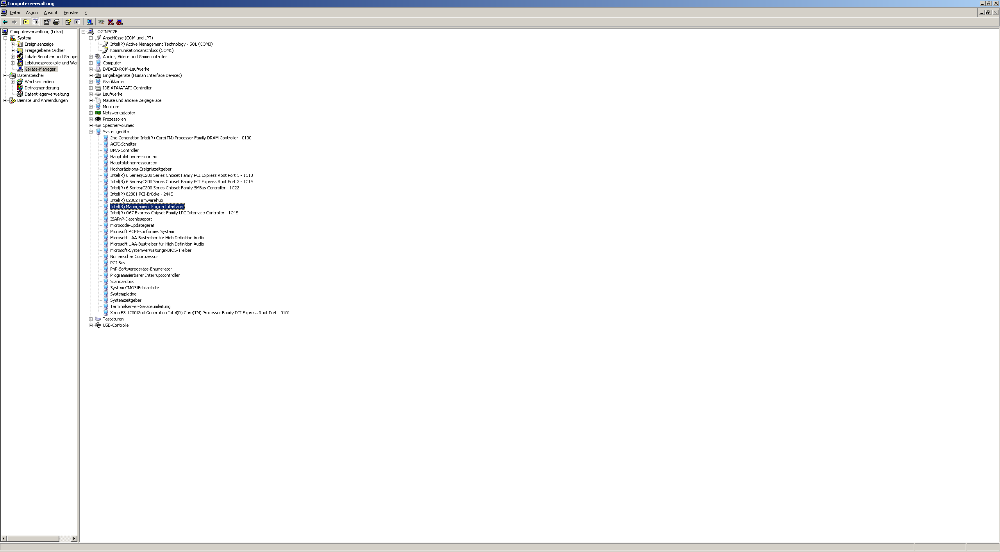 Computerverwaltung
Datei Aktion Ansicht Fenster ?
Computerverwaltung (Lokal)
System
Ereignisanzeige
Freigegebene Ordner
Lokale Benutzer und Gruppe
Leistungsprotokolle und War
Geräte-Manager
Datenspeicher
Wechselmedien
Defragmentierung
Datenträgerverwaltung
Dienste und Anwendungen
LOGINPC7B
Anschlüsse (COM und LPT)
Intel(R) Active Management Technology - SOL (COM3)
Kommunikationsanschluss (COM1)
Audio-, Video- und Gamecontroller
Computer
DVD/CD-ROM-Laufwerke
Eingabegeräte (Human Interface Devices)
Grafikkarte
IDE ATA/ATAPI-Controller
Laufwerke
Mäuse und andere Zeigegeräte
Monitore
Netzwerkadapter
Prozessoren
Speichervolumes
Systemgeräte
2nd Generation Intel(R) Core(TM) Processor Family DRAM Controller - 0100
ACPI-Schalter
DMA-Controller
Hauptplatinenressourcen
Hauptplatinenressourcen
Hochpräzisions-Ereigniszeitgeber
Intel(R) 6 Series/C200 Series Chipset Family PCI Express Root Port 1 - 1C10
Intel(R) 6 Series/C200 Series Chipset Family PCI Express Root Port 3 - 1C14
Intel(R) 6 Series/C200 Series Chipset Family SMBus Controller - 1C22
Intel(R) 82801 PCI-Brücke - 244E
Intel(R) 82802 Firmwarehub
Intel(R) Management Engine Interface
Intel(R) Q67 Express Chipset Family LPC Interface Controller - 1C4E
ISAPnP-Datenleseport
Microcode-Updategerät
Microsoft ACPI-konformes System
Microsoft UAA-Bustreiber für High Definition Audio
Microsoft UAA-Bustreiber für High Definition Audio
Microsoft-Systemverwaltungs-BIOS-Treiber
Numerischer Coprozessor
PCI-Bus
PnP-Softwaregeräte-Enumerator
Programmierbarer Interruptcontroller
Standardbus
System CMOS/Echtzeituhr
Systemplatine
Systemzeitgeber
Terminalserver-Geräteumleitung
Xeon E3-1200/2nd Generation Intel(R) Core(TM) Processor Family PCI Express Root Port - 0101
Tastaturen
USB-Controller